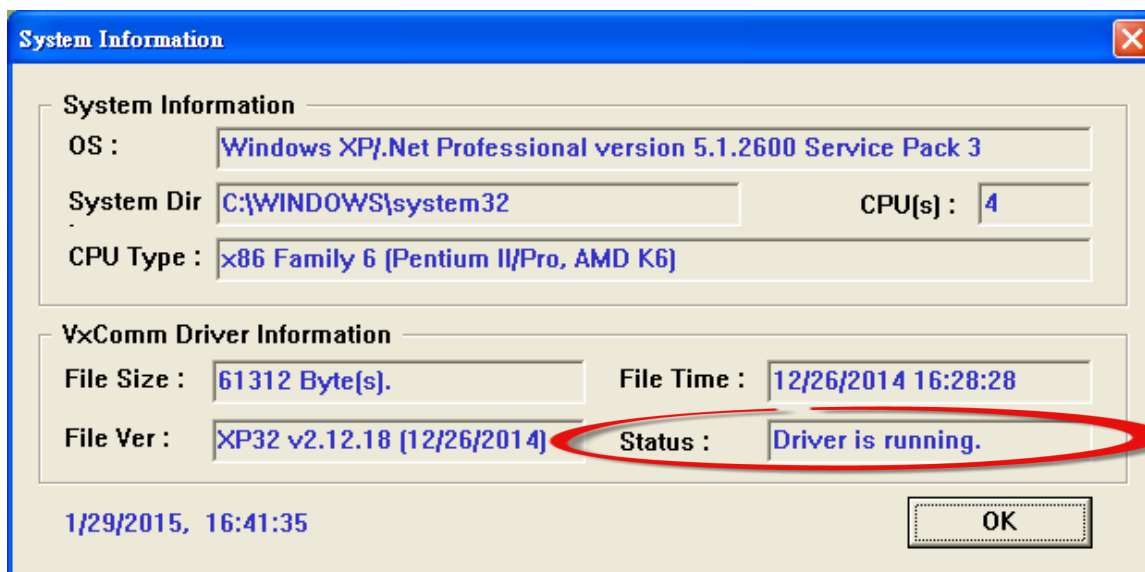 System Information
System Information
OS : Windows XP/.Net Professional version 5.1.2600 Service Pack 3
System Dir : C:\WINDOWS\system32 CPU(s) : 4
CPU Type : x86 Family 6 (Pentium II/Pro, AMD K6)
VxComm Driver Information
File Size : 61312 Byte(s). File Time : 12/26/2014 16:28:28
File Ver : XP32 v2.12.18 (12/26/2014) Status : Driver is running.
1/29/2015, 16:41:35 OK